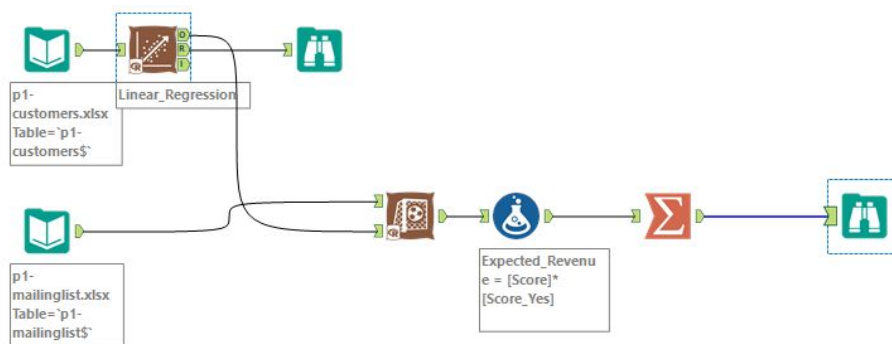 O
R
I
p1-
customers.xlsx
Table=`p1-
customers$`
Linear_Regression
p1-
mailinglist.xlsx
Table=`p1-
mailinglist$`
Expected_Revenu
e = [Score]*
[Score_Yes]